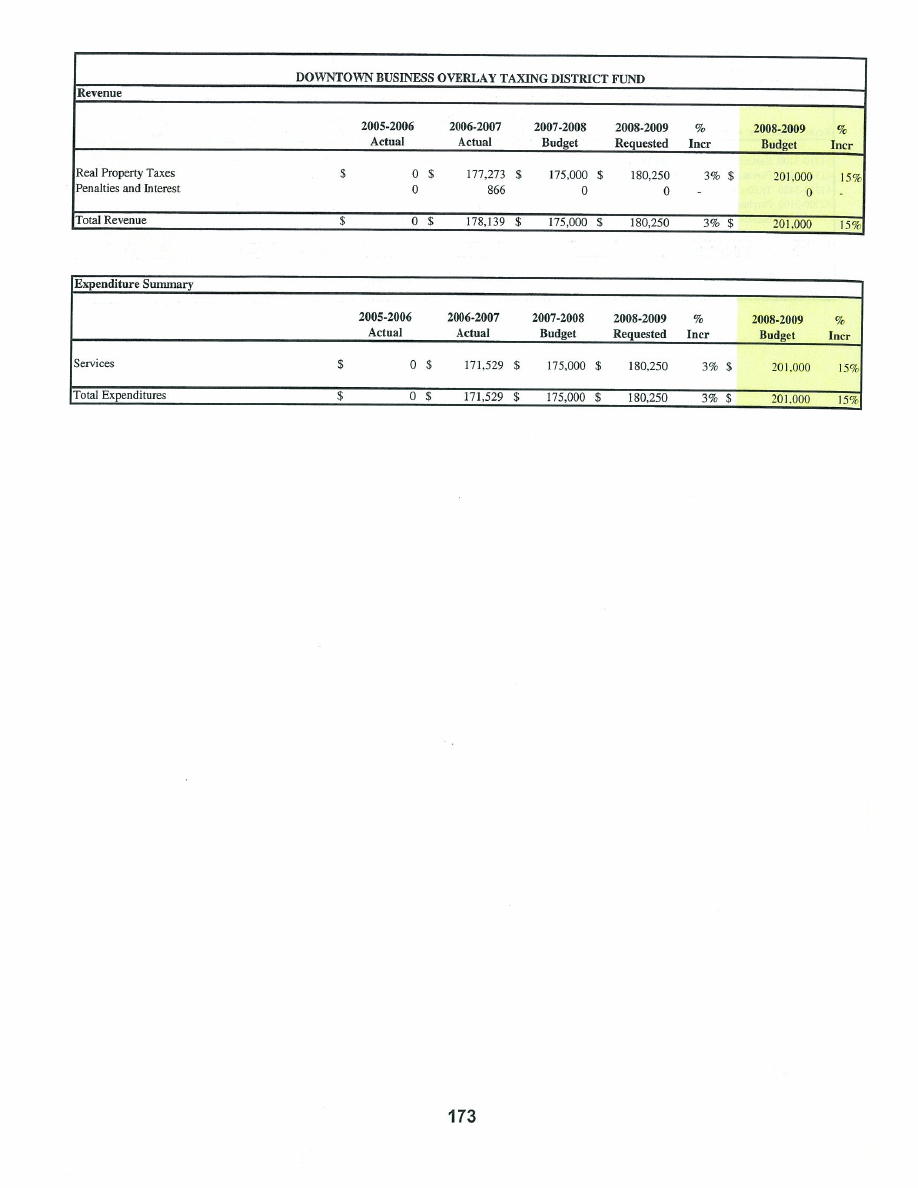 DOWNTOWN BUSINESS OVERLAY TAXING DISTRICT FUND
Revenue
2005-2006 2006-2007 2007-2008 2008-2009 % 2008-2009 %
Actual Actual Budget Requested Incr Budget Incr
Real Property Taxes $ 0 $ 177,273 $ 175,000 $ 180,250 3% $ 201,000 15%
Penalties and Interest 0 866 0 0 - 0 -
Total Revenue $ 0 $ 178,139 $ 175,000 $ 180,250 3% $ 201,000 15%
Expenditure Summary
2005-2006 2006-2007 2007-2008 2008-2009 % 2008-2009 %
Actual Actual Budget Requested Incr Budget Incr
Services $ 0 $ 171,529 $ 175,000 $ 180,250 3% $ 201,000 15%
Total Expenditures $ 0 $ 171,529 $ 175,000 $ 180,250 3% $ 201,000 15%
173